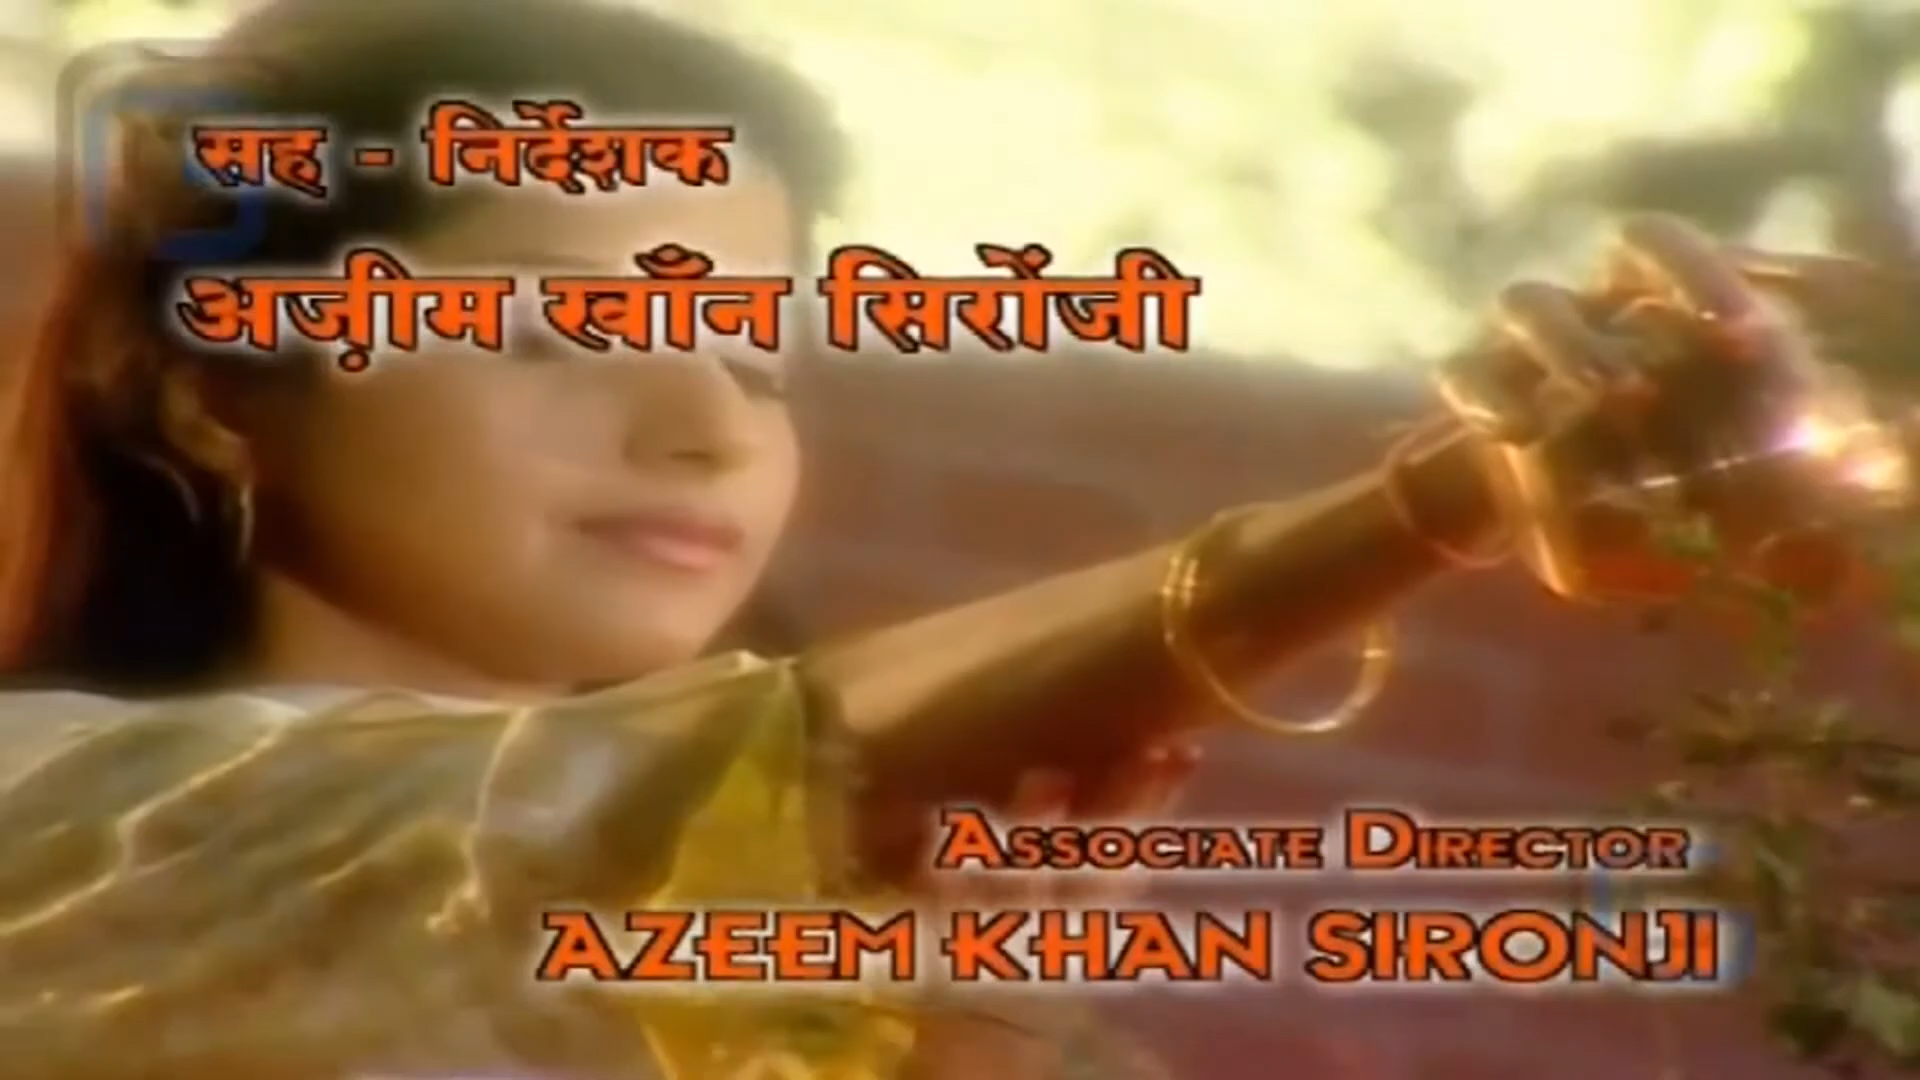 सह - निर्देशक
अज़ीम खाँन सिरोंजी
ASSOCIATE DIRECTOR
AZEEM KHAN SIRONJI